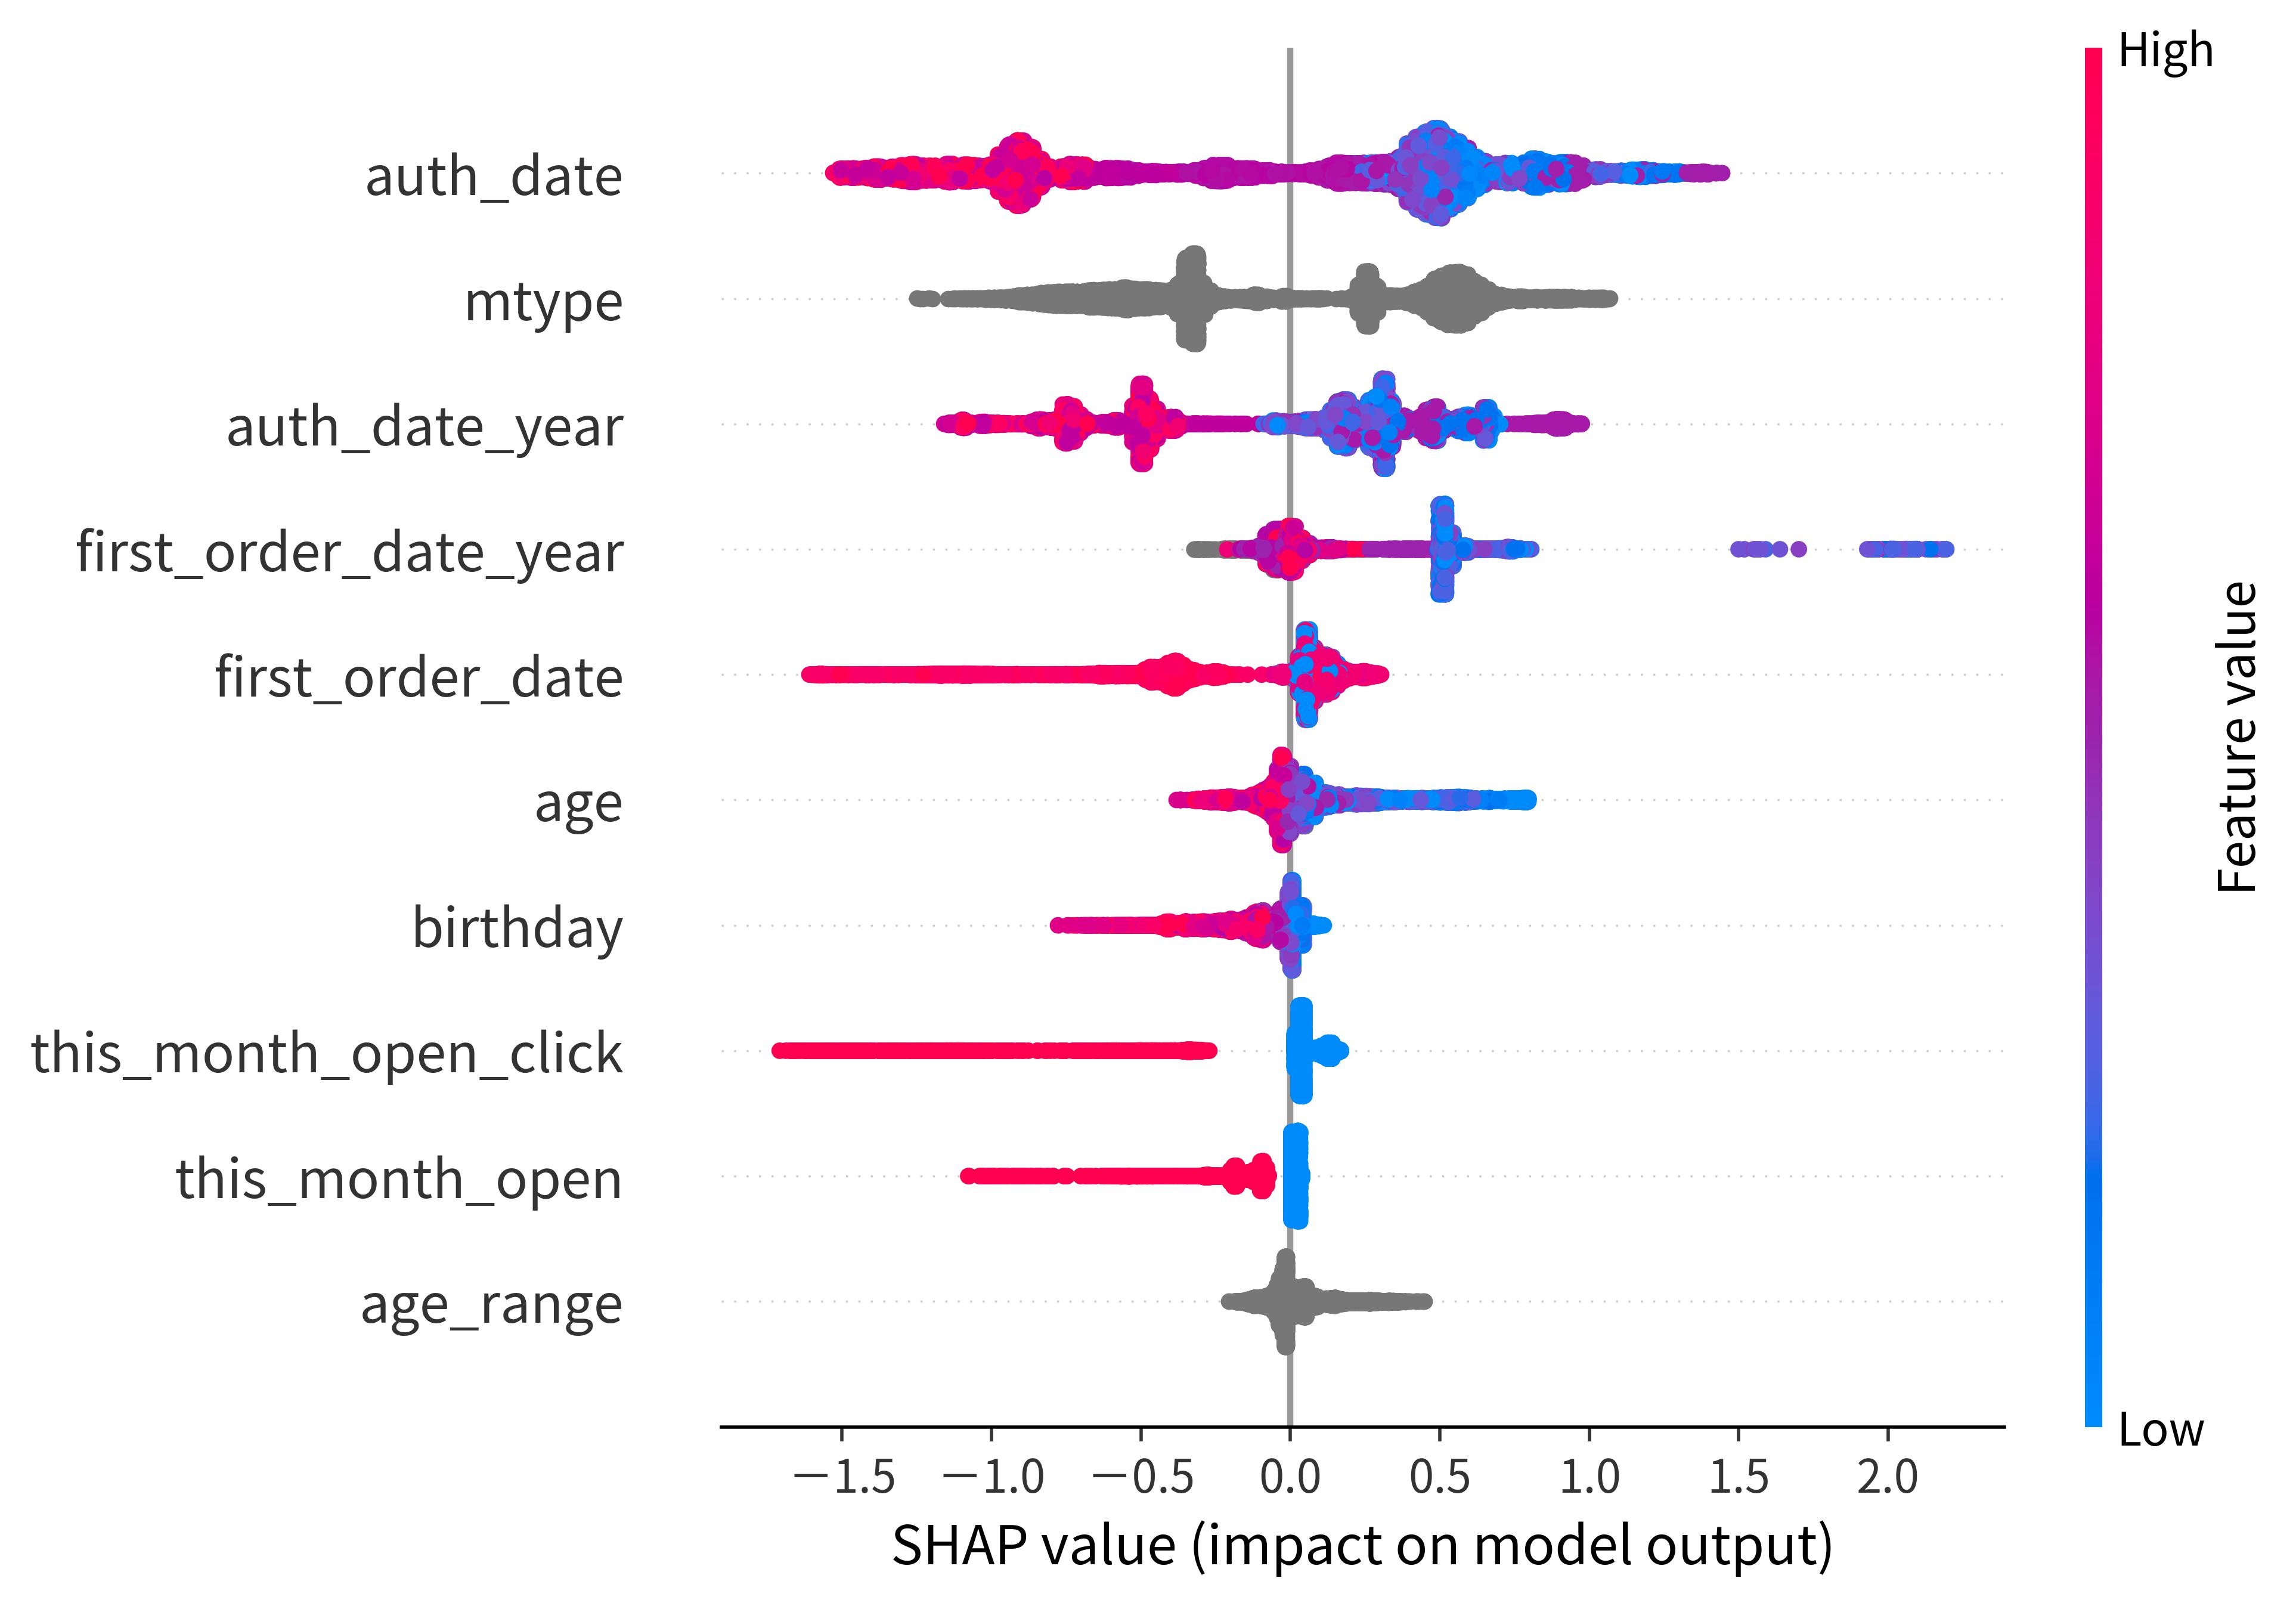 High
auth_date
mtype
auth_date_year
first_order_date_year
first_order_date
age
birthday
this_month_open_click
this_month_open
age_range
Feature value
Low
−1.5 −1.0 −0.5 0.0 0.5 1.0 1.5 2.0
SHAP value (impact on model output)